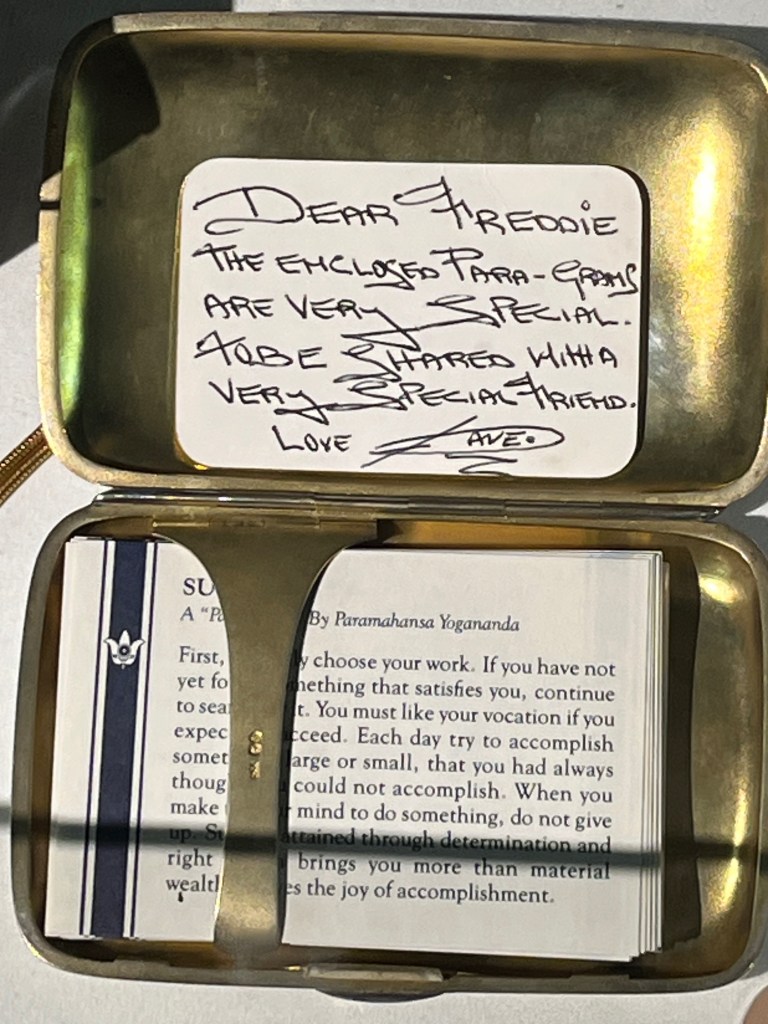 DEAR FREDDIE
THE ENCLOSED PARA-GRAMS
ARE VERY SPECIAL.
TO BE SHARED WITH A
VERY SPECIAL FRIEND.
LOVE
SU
A "Pa By Paramahansa Yogananda
First, y choose your work. If you have not
yet fo mething that satisfies you, continue
to sea t. You must like your vocation if you
expec cceed. Each day try to accomplish
somet arge or small, that you had always
thoug could not accomplish. When you
make mind to do something, do not give
up. Su attained through determination and
right brings you more than material
wealt es the joy of accomplishment.